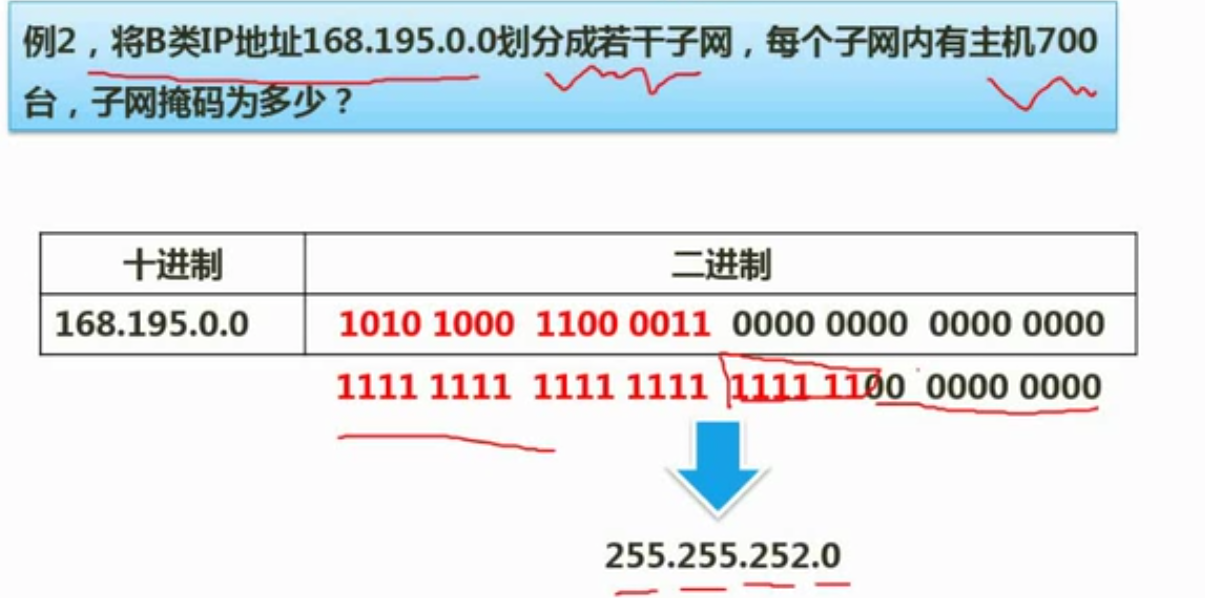 例2，将B类IP地址168.195.0.0划分成若干子网，每个子网内有主机700
台，子网掩码为多少？
十进制 二进制
168.195.0.0 1010 1000 1100 0011 0000 0000 0000 0000
1111 1111 1111 1111 1111 1100 0000 0000
255.255.252.0